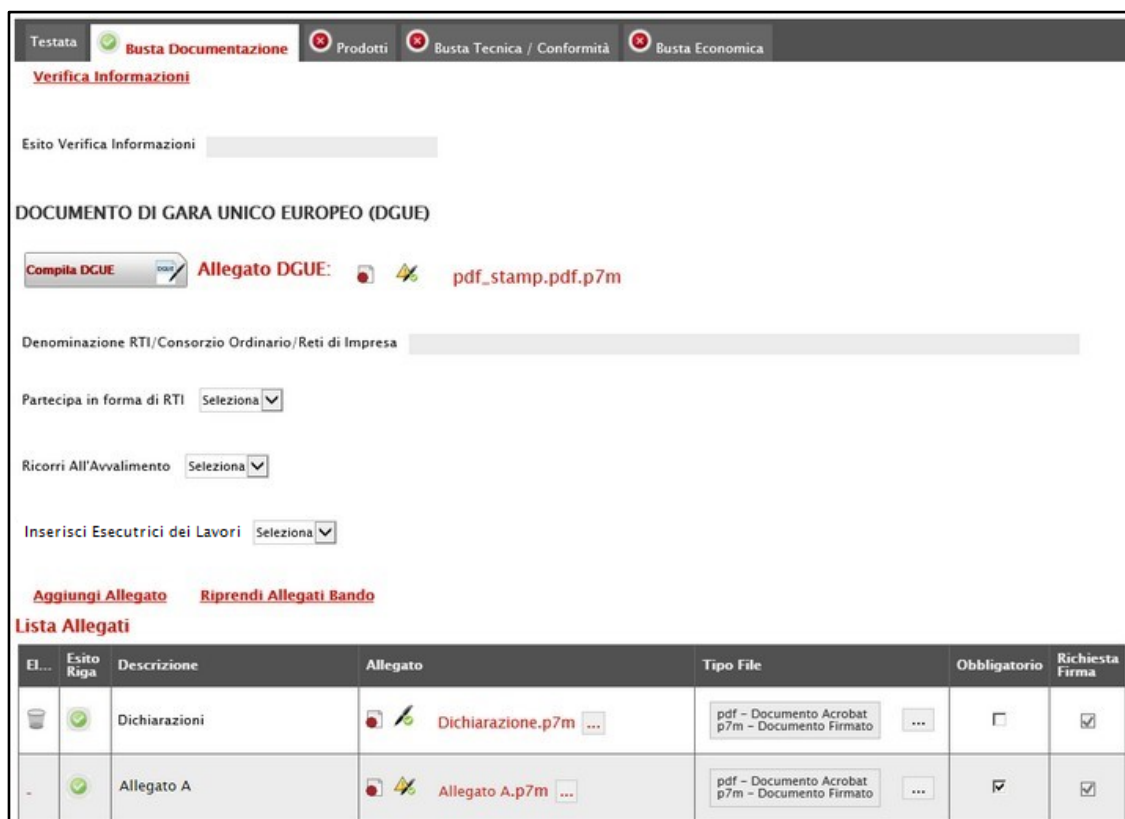 Testata Busta Documentazione Prodotti Busta Tecnica / Conformità Busta Economica
Verifica Informazioni
Esito Verifica Informazioni
DOCUMENTO DI GARA UNICO EUROPEO (DGUE)
Compila DGUE DGUE Allegato DGUE: pdf_stamp.pdf.p7m
Denominazione RTI/Consorzio Ordinario/Reti di Impresa
Partecipa in forma di RTI Seleziona
Ricorri All'Avvalimento Seleziona
Inserisci Esecutrici dei Lavori Seleziona
Aggiungi Allegato Riprendi Allegati Bando
Lista Allegati
El... Esito Riga Descrizione Allegato Tipo File Obbligatorio Richiesta Firma
Dichiarazioni Dichiarazione.p7m ... pdf - Documento Acrobat
p7m - Documento Firmato ...
- Allegato A Allegato A.p7m ... pdf - Documento Acrobat
p7m - Documento Firmato ...